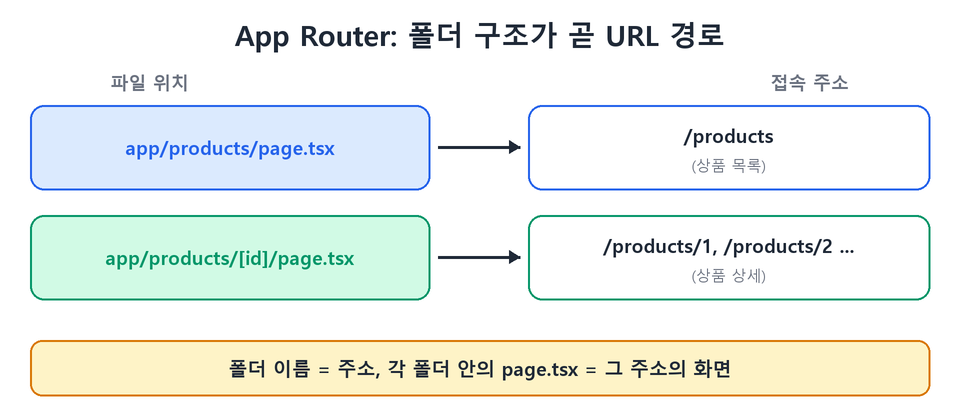 App Router: 폴더 구조가 곧 URL 경로
파일 위치
접속 주소
app/products/page.tsx
/products
(상품 목록)
app/products/[id]/page.tsx
/products/1, /products/2 ...
(상품 상세)
폴더 이름 = 주소, 각 폴더 안의 page.tsx = 그 주소의 화면